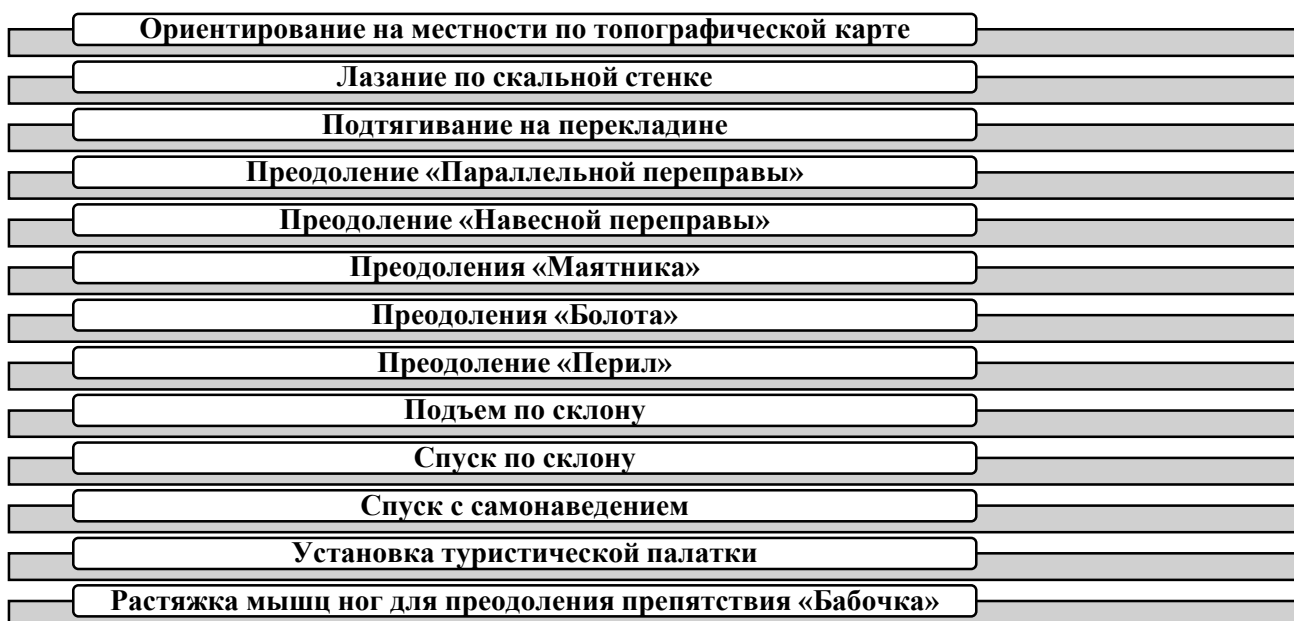 Ориентирование на местности по топографической карте
Лазание по скальной стенке
Подтягивание на перекладине
Преодоление «Параллельной переправы»
Преодоление «Навесной переправы»
Преодоления «Маятника»
Преодоления «Болота»
Преодоление «Перил»
Подъем по склону
Спуск по склону
Спуск с самонаведением
Установка туристической палатки
Растяжка мышц ног для преодоления препятствия «Бабочка»